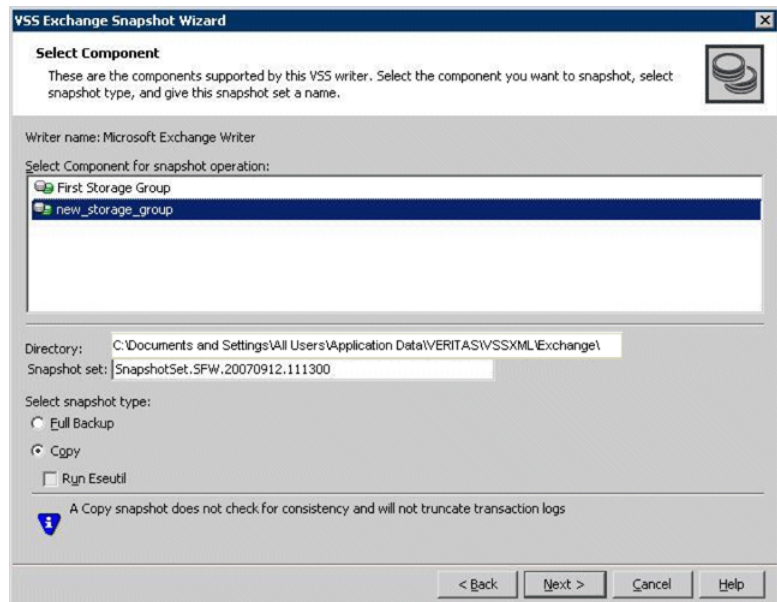 VSS Exchange Snapshot Wizard
Select Component
These are the components supported by this VSS writer. Select the component you want to snapshot, select
snapshot type, and give this snapshot set a name.
Writer name: Microsoft Exchange Writer
Select Component for snapshot operation:
First Storage Group
new_storage_group
Directory: C:\Documents and Settings\All Users\Application Data\VERITAS\VSSXML\Exchange\
Snapshot set: SnapshotSet.SFW.20070912.111300
Select snapshot type:
Full Backup
Copy
Run Eseutil
A Copy snapshot does not check for consistency and will not truncate transaction logs
< Back Next > Cancel Help